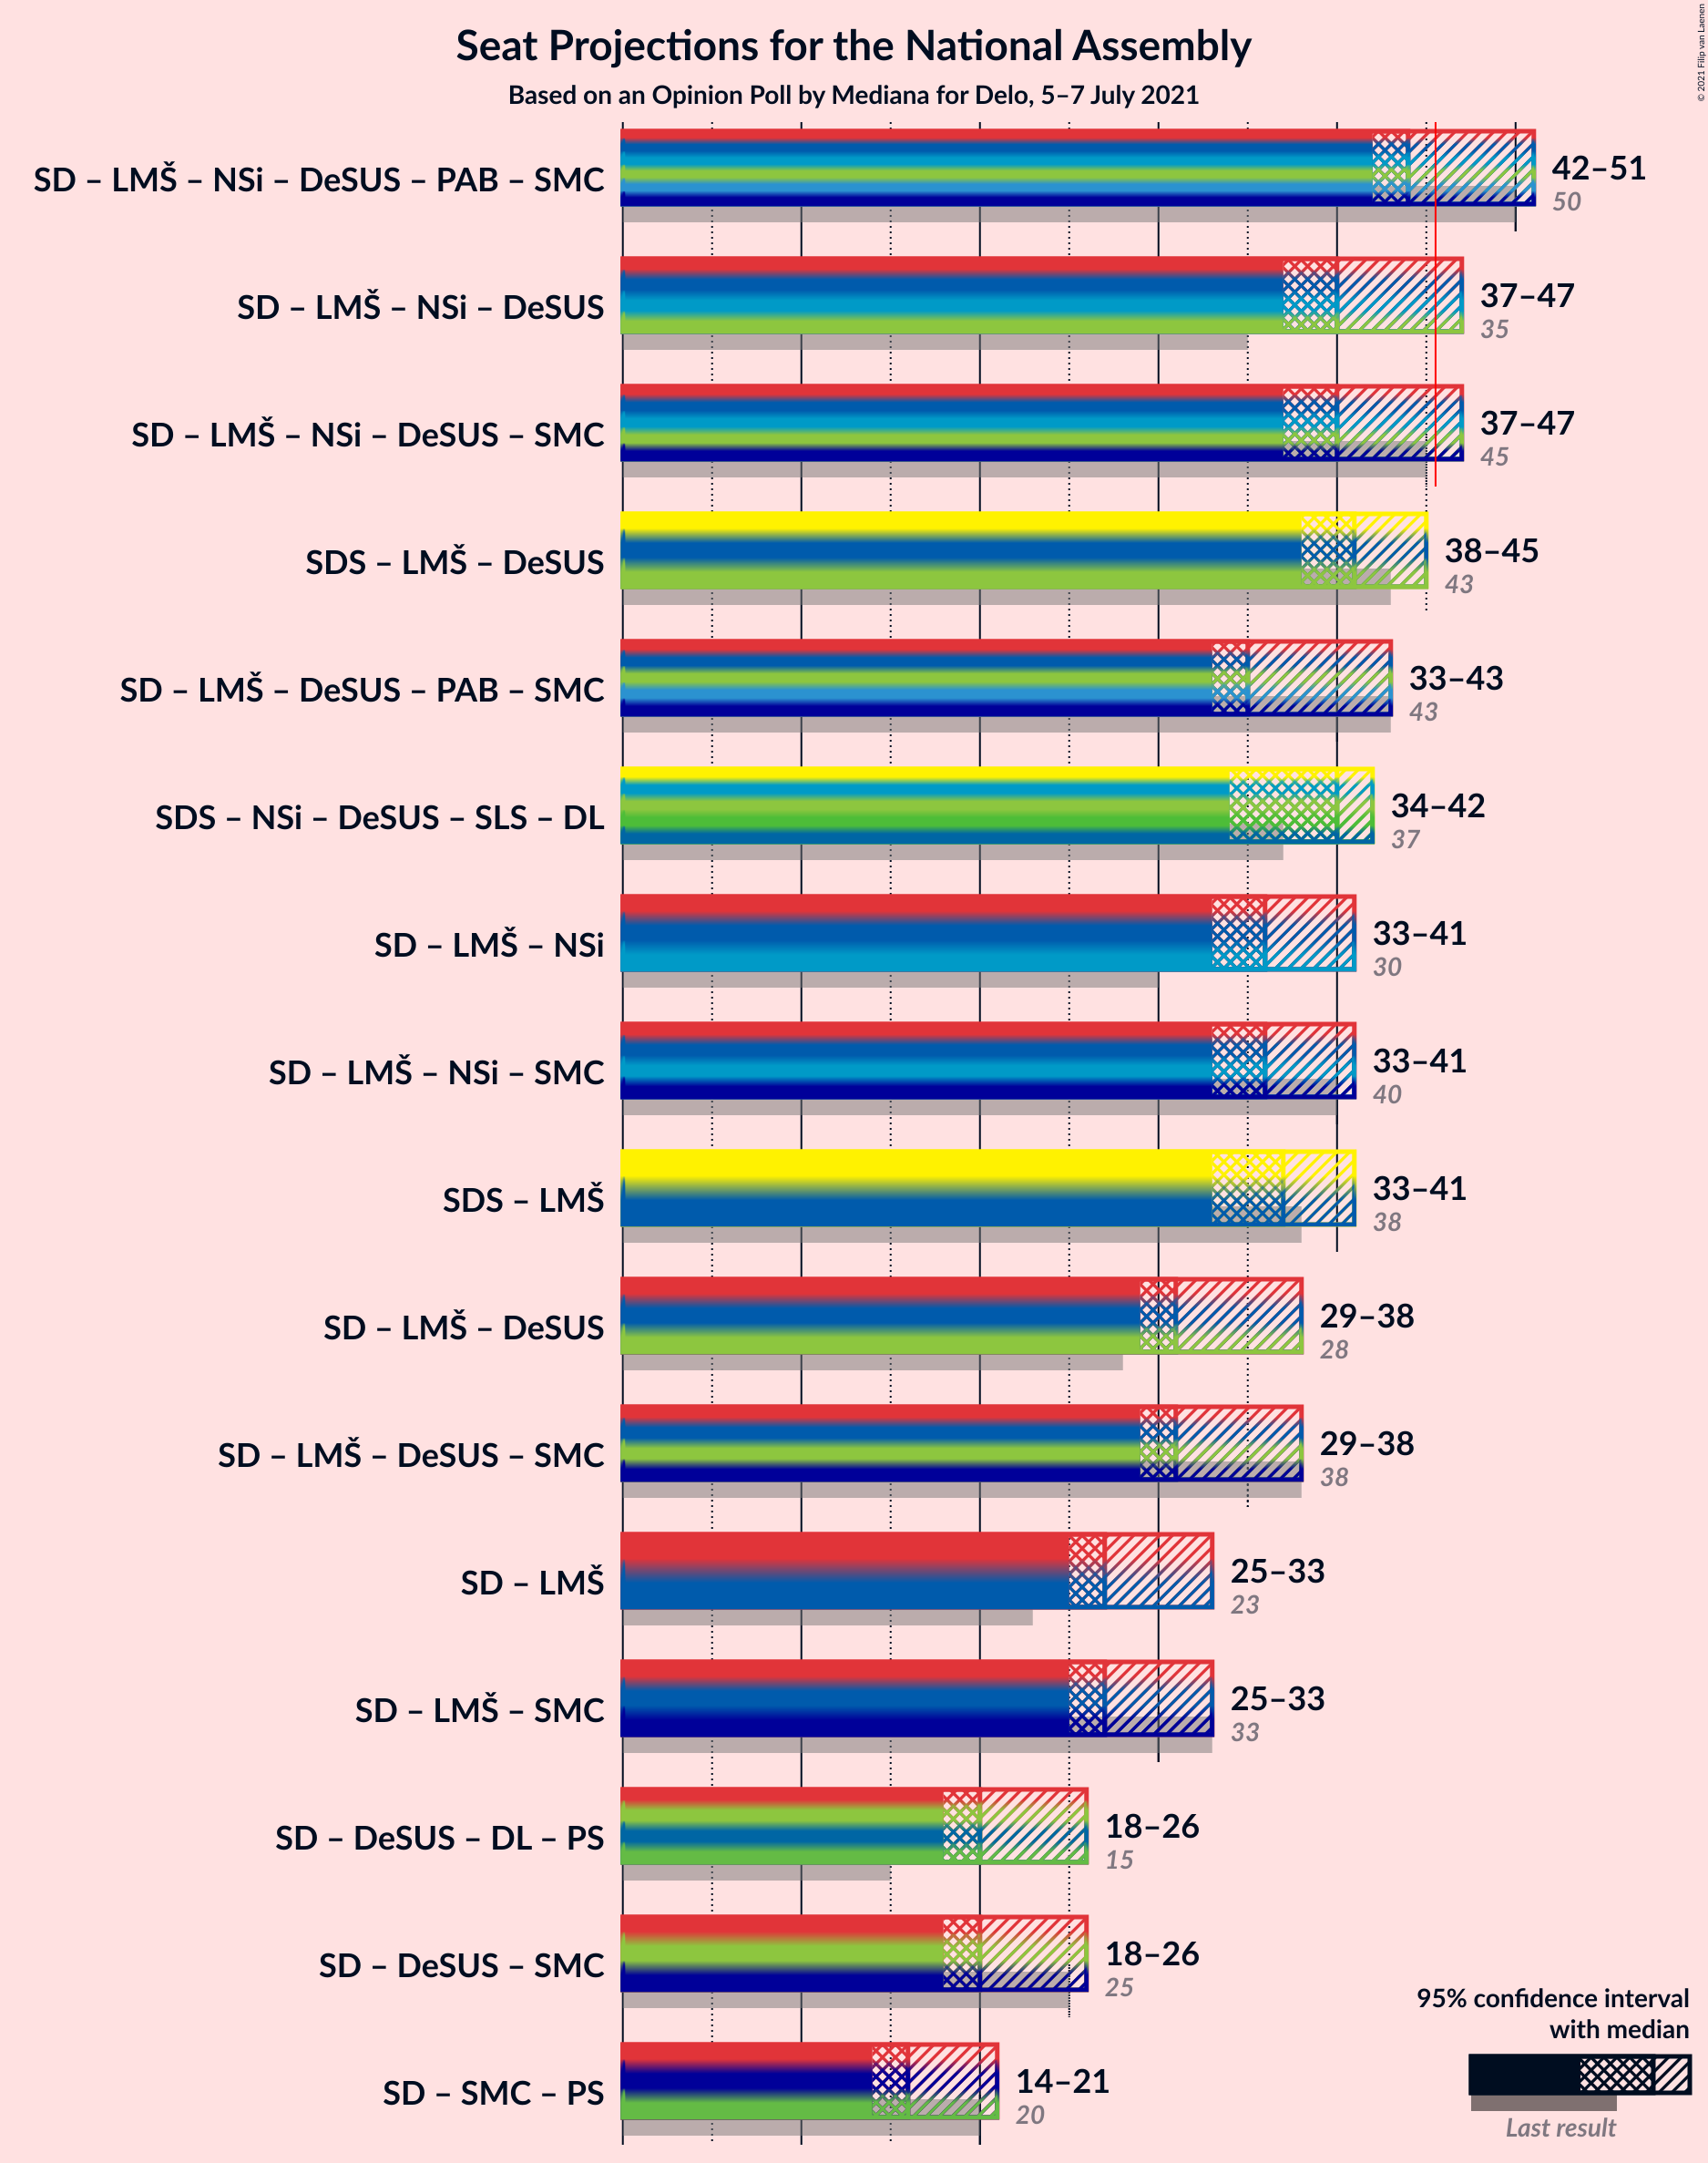 Seat Projections for the National Assembly
Based on an Opinion Poll by Mediana for Delo, 5–7 July 2021
© 2021 Filip van Laenen
SD – LMŠ – NSi – DeSUS – PAB – SMC
42–51
50
SD – LMŠ – NSi – DeSUS
37–47
35
SD – LMŠ – NSi – DeSUS – SMC
37–47
45
SDS – LMŠ – DeSUS
38–45
43
SD – LMŠ – DeSUS – PAB – SMC
33–43
43
SDS – NSi – DeSUS – SLS – DL
34–42
37
SD – LMŠ – NSi
33–41
30
SD – LMŠ – NSi – SMC
33–41
40
SDS – LMŠ
33–41
38
SD – LMŠ – DeSUS
29–38
28
SD – LMŠ – DeSUS – SMC
29–38
38
SD – LMŠ
25–33
23
SD – LMŠ – SMC
25–33
33
SD – DeSUS – DL – PS
18–26
15
SD – DeSUS – SMC
18–26
25
SD – SMC – PS
14–21
20
95% confidence interval
with median
Last result